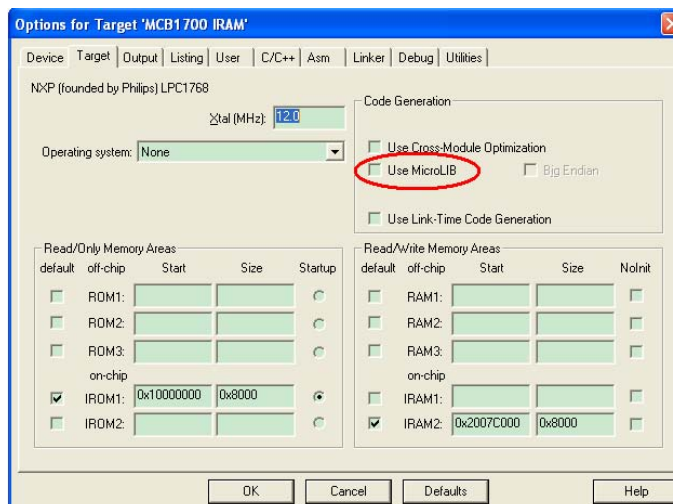 Options for Target 'MCB1700 IRAM'
Device Target Output Listing User C/C++ Asm Linker Debug Utilities
NXP (founded by Philips) LPC1768
Xtal (MHz): 12.0
Operating system: None
Code Generation
Use Cross-Module Optimization
Use MicroLIB Big Endian
Use Link-Time Code Generation
Read/Only Memory Areas
default off-chip Start Size Startup
ROM1:
ROM2:
ROM3:
on-chip
IROM1: 0x10000000 0x8000
IROM2:
Read/Write Memory Areas
default off-chip Start Size NoInit
RAM1:
RAM2:
RAM3:
on-chip
IRAM1:
IRAM2: 0x2007C000 0x8000
OK Cancel Defaults Help